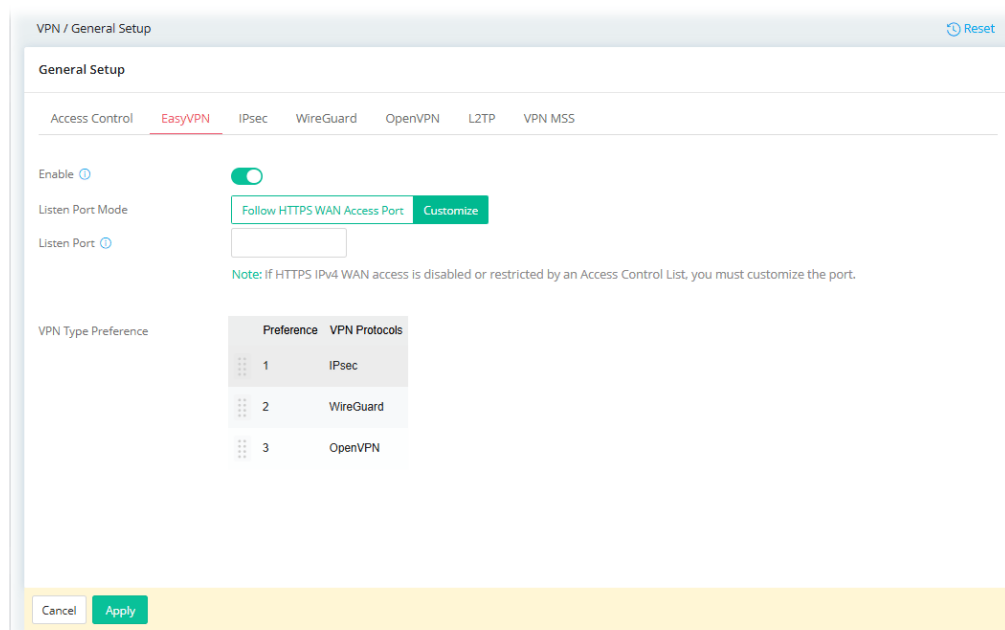 VPN / General Setup
Reset
General Setup
Access Control EasyVPN IPsec WireGuard OpenVPN L2TP VPN MSS
Enable
Listen Port Mode Follow HTTPS WAN Access Port Customize
Listen Port
Note: If HTTPS IPv4 WAN access is disabled or restricted by an Access Control List, you must customize the port.
VPN Type Preference
Preference VPN Protocols
1 IPsec
2 WireGuard
3 OpenVPN
Cancel Apply